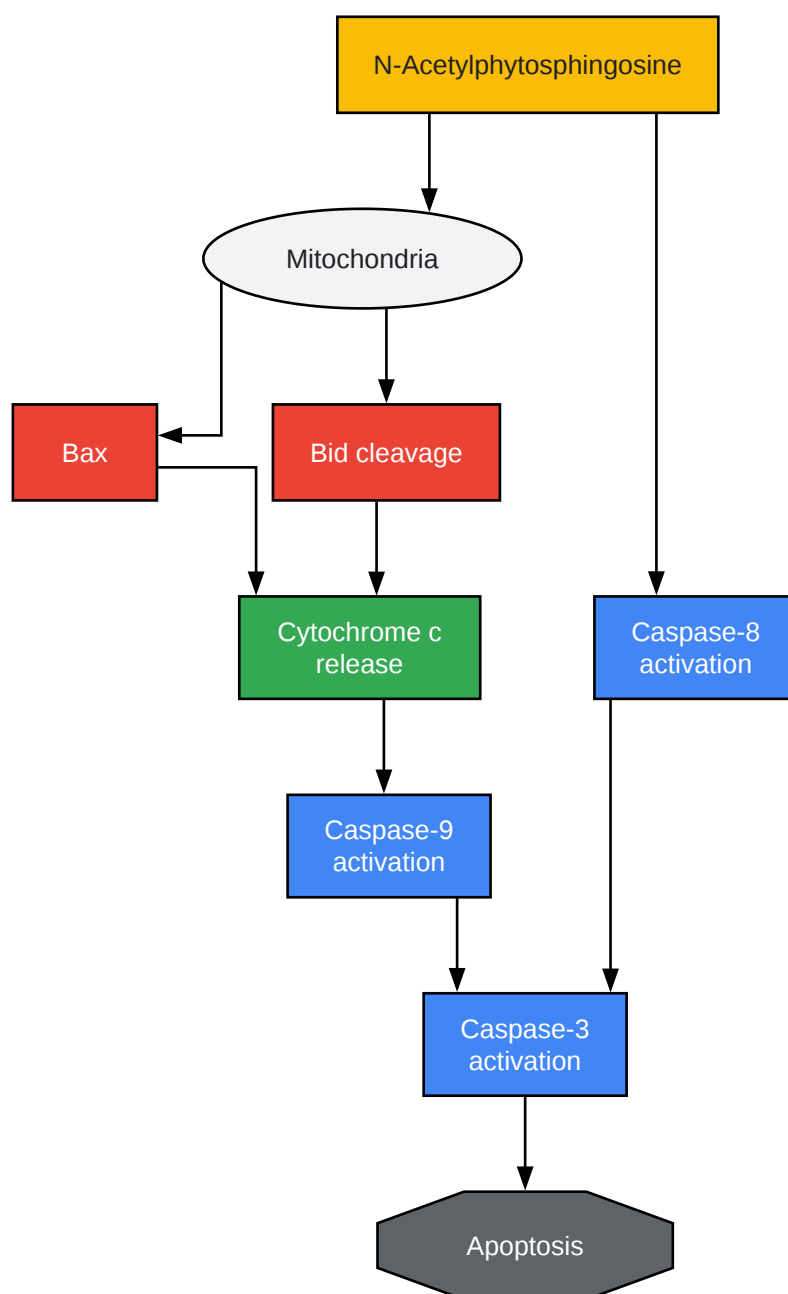 N-Acetylphytosphingosine
Mitochondria
Bax
Bid cleavage
Cytochrome c
release
Caspase-8
activation
Caspase-9
activation
Caspase-3
activation
Apoptosis